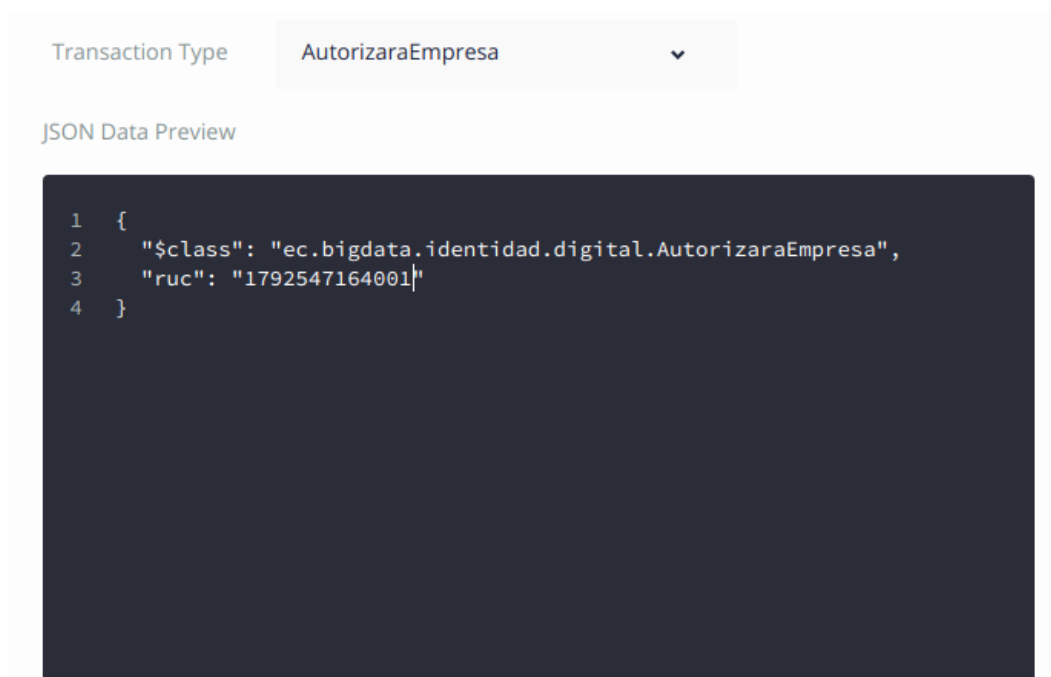 Transaction Type AutorizaraEmpresa
JSON Data Preview
1 {
2 "$class": "ec.bigdata.identidad.digital.AutorizaraEmpresa",
3 "ruc": "1792547164001"
4 }